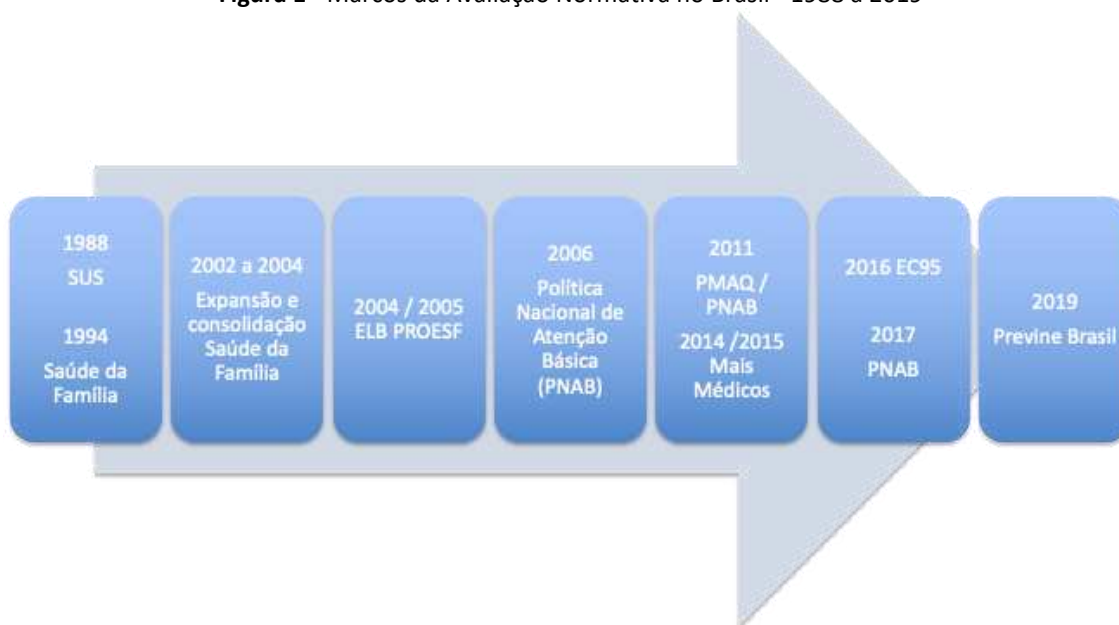 Figura 1 - Marcos da Avaliação Normativa no Brasil - 1988 a 2019
1988
SUS
1994
Saúde da
Família
2002 a 2004
Expansão e
consolidação
Saúde da
Família
2004 / 2005
ELB PROESF
2006
Política
Nacional de
Atenção
Básica
(PNAB)
2011
PMAQ /
PNAB
2014 /2015
Mais
Médicos
2016 EC95
2017
PNAB
2019
Previne Brasil